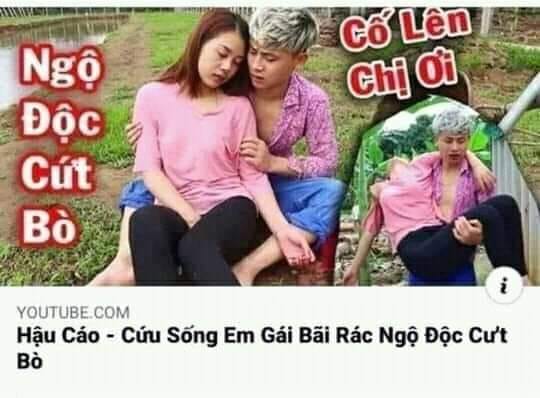 Ngộ
Độc
Cứt
Bò
Cố Lên
Chị Ơi
i
YOUTUBE.COM
Hậu Cáo - Cứu Sống Em Gái Bãi Rác Ngộ Độc Cư't
Bò